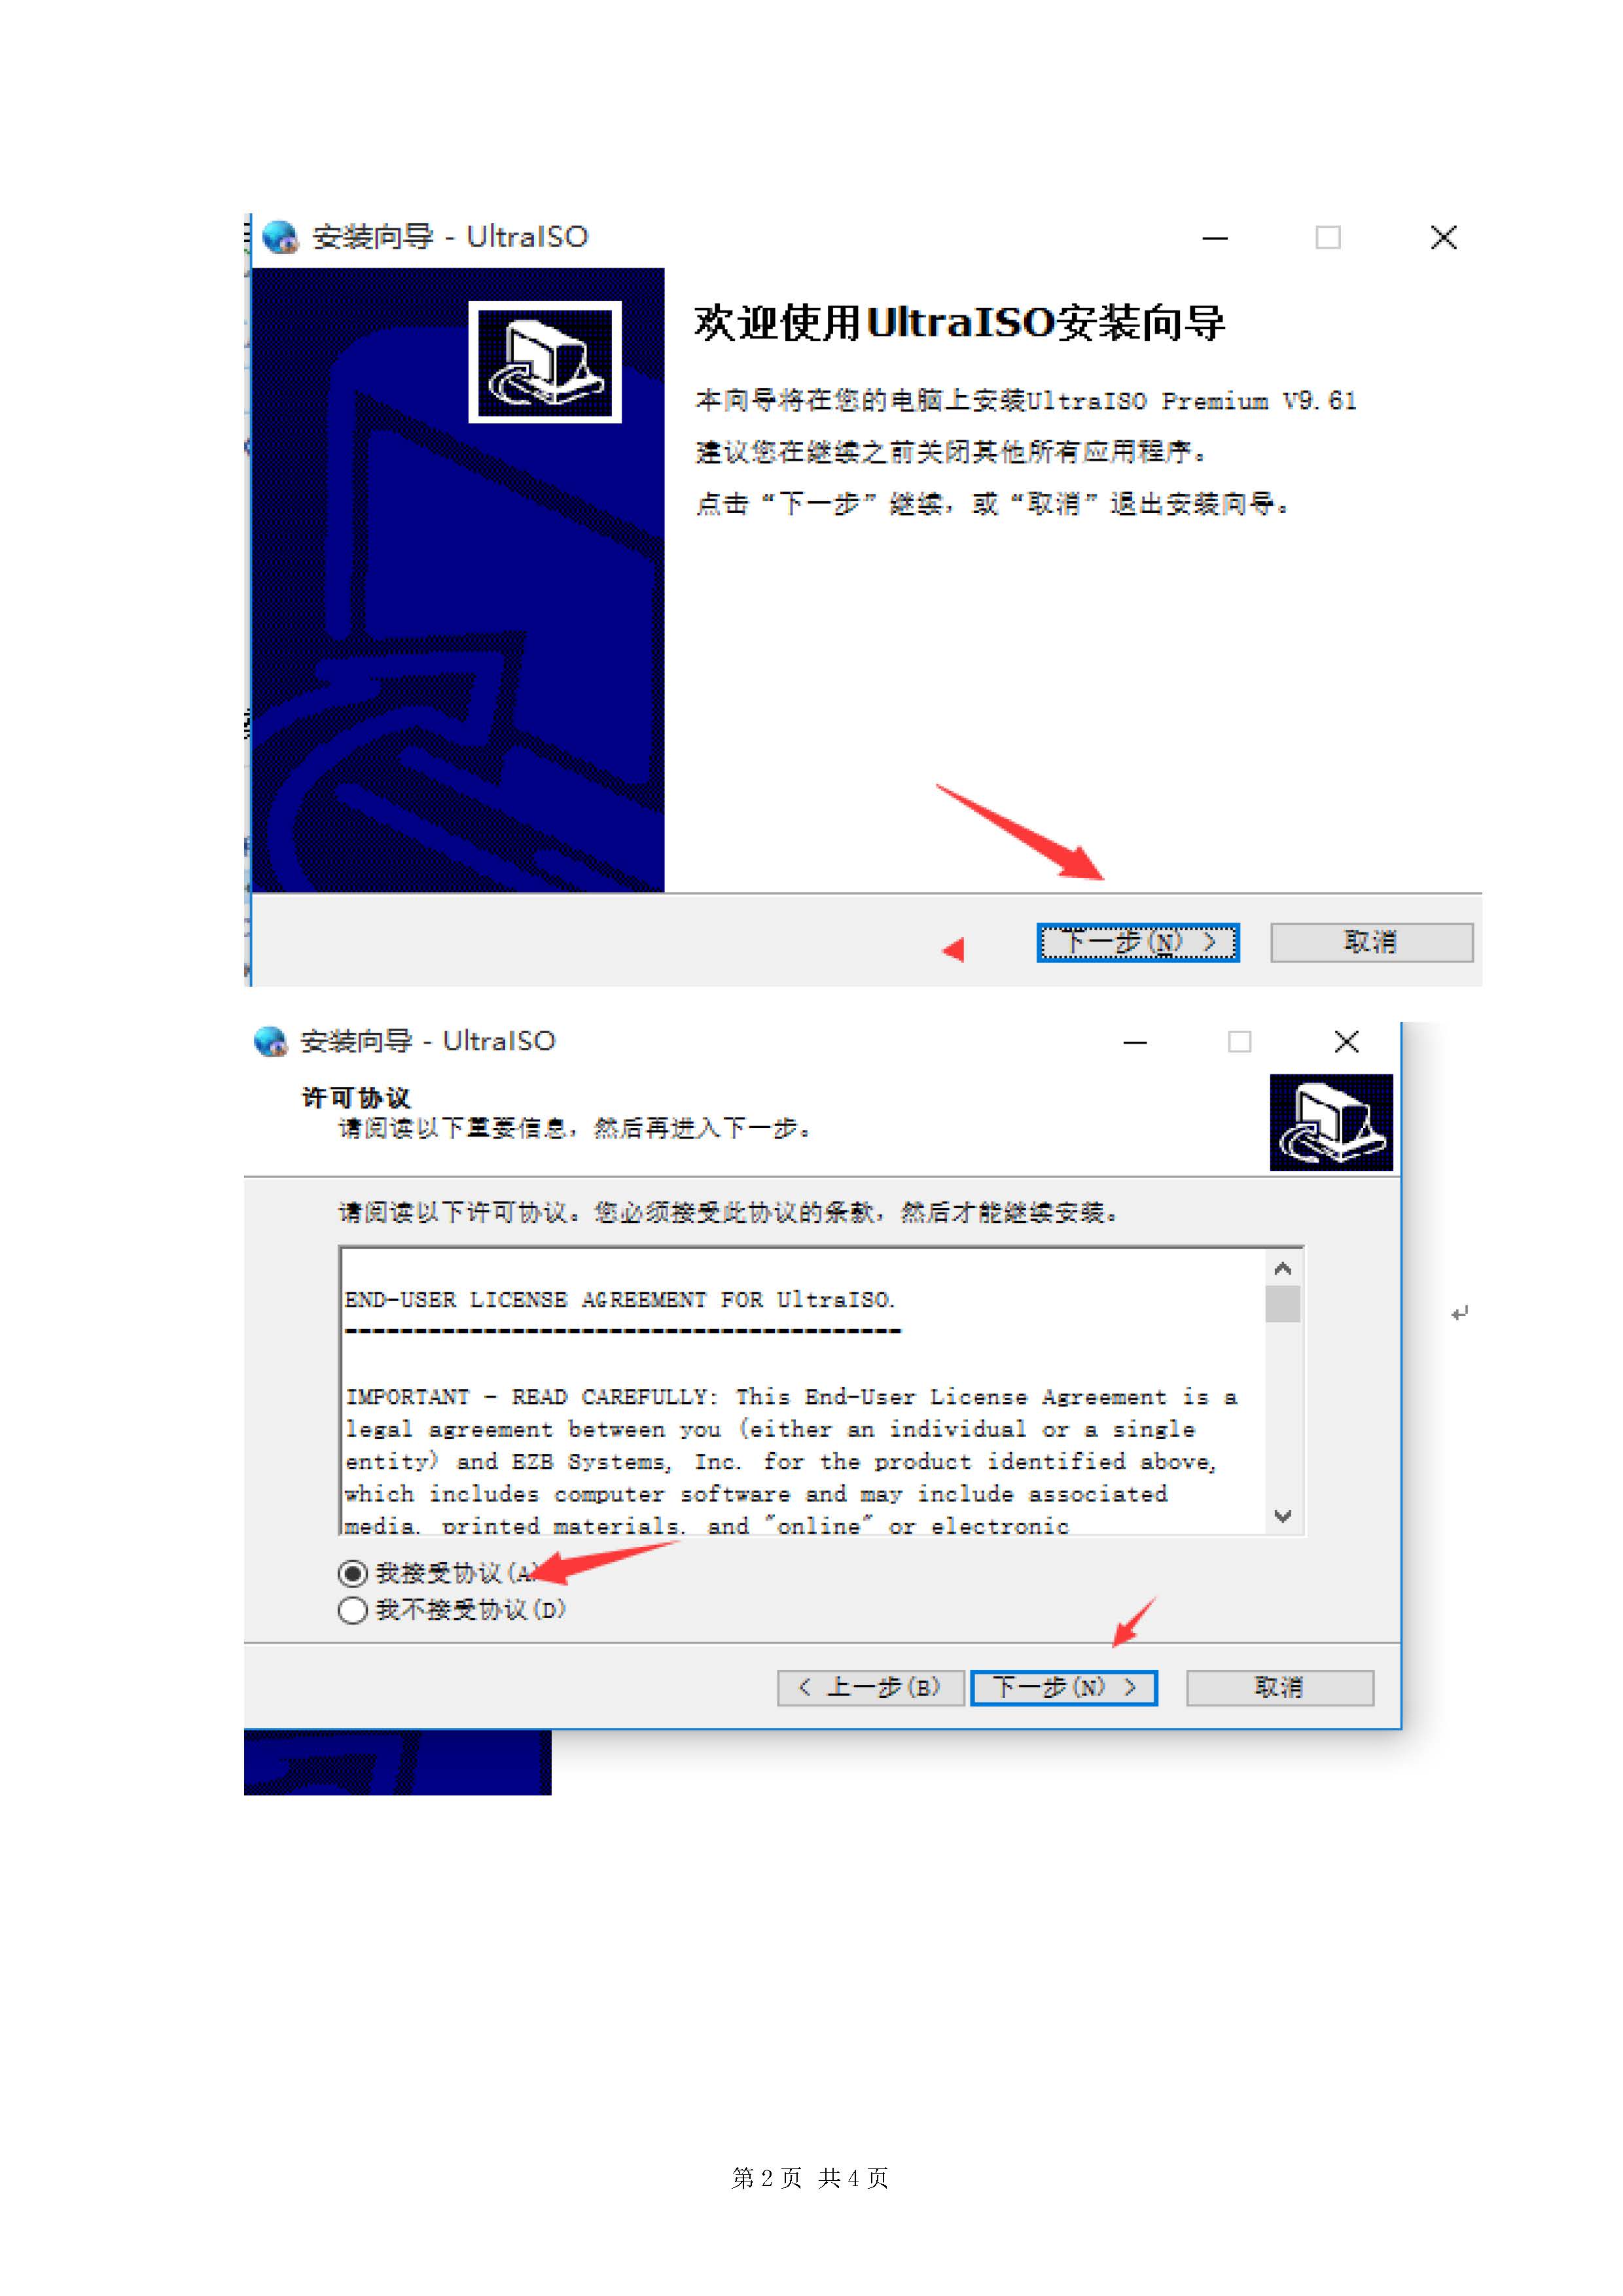 安装向导 - UltraISO
欢迎使用UltraISO安装向导
本向导将在您的电脑上安装UltraISO Premium V9.61
建议您在继续之前关闭其他所有应用程序。
点击“下一步”继续，或“取消”退出安装向导。
下一步(N) >
取消
安装向导 - UltraISO
许可协议
请阅读以下重要信息，然后再进入下一步。
请阅读以下许可协议。您必须接受此协议的条款，然后才能继续安装。
END-USER LICENSE AGREEMENT FOR UltraISO.
----------------------------------------
IMPORTANT - READ CAREFULLY: This End-User License Agreement is a
legal agreement between you (either an individual or a single
entity) and EZB Systems, Inc. for the product identified above,
which includes computer software and may include associated
media, printed materials, and "online" or electronic
我接受协议(A)
我不接受协议(D)
< 上一步(B)
下一步(N) >
取消
第 2 页 共 4 页